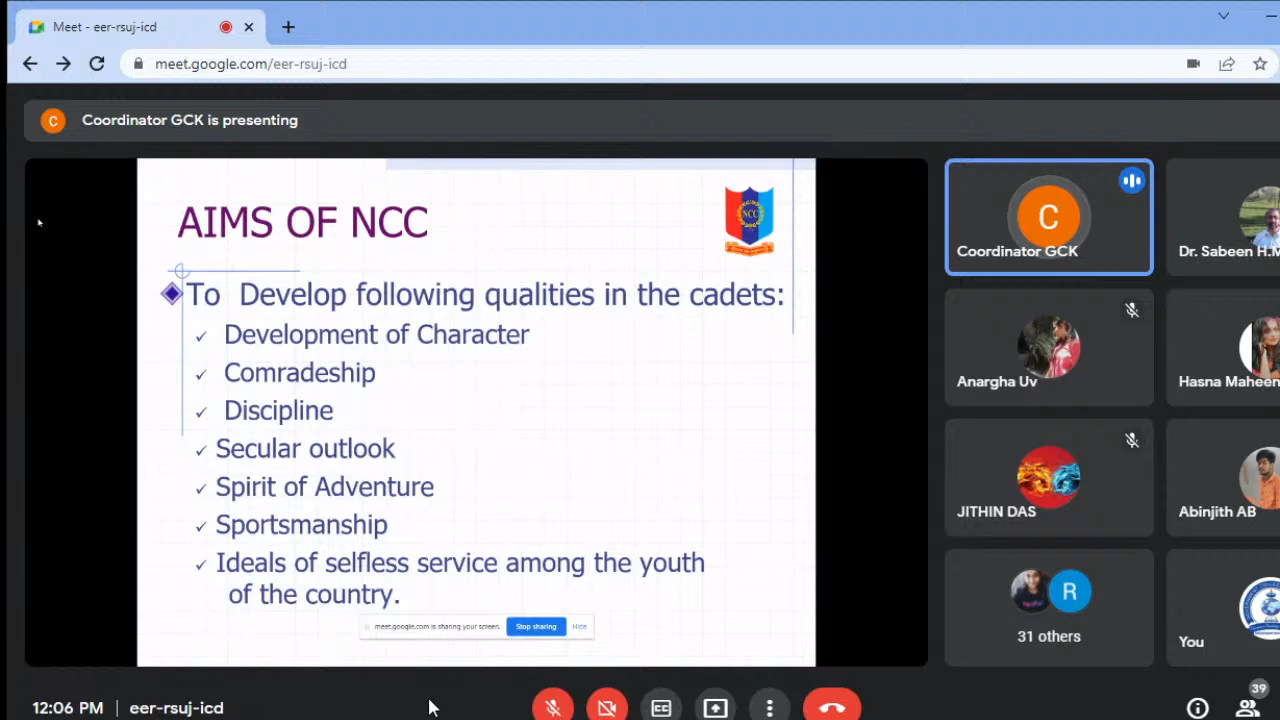 Meet - eer-rsuj-icd
meet.google.com/eer-rsuj-icd
C Coordinator GCK is presenting
AIMS OF NCC
NCC
To Develop following qualities in the cadets:
Development of Character
Comradeship
Discipline
Secular outlook
Spirit of Adventure
Sportsmanship
Ideals of selfless service among the youth
of the country.
meet.google.com is sharing your screen. Stop sharing Hide
C
Coordinator GCK
Dr. Sabeen H.M
Anargha Uv
Hasna Maheen
JITHIN DAS
Abinjith AB
R
31 others
You
12:06 PM | eer-rsuj-icd
CC
39